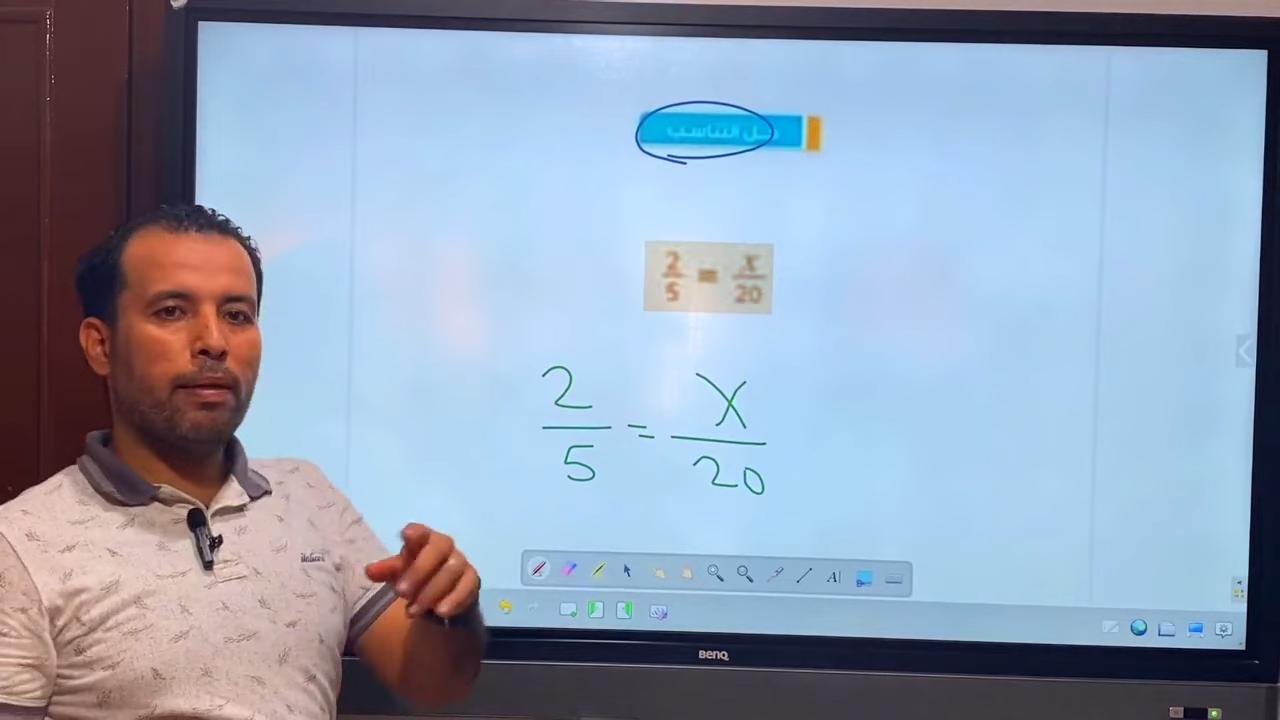 حل التناسب
2/5 = x/20
2/5 = X/20
A
BenQ